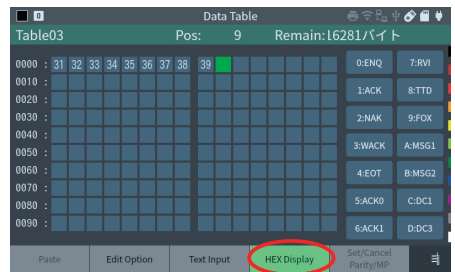 0 Data Table
Table03 Pos: 9 Remain:16281バイト
0000 : 31 32 33 34 35 36 37 38 39
0010 :
0020 :
0030 :
0040 :
0050 :
0060 :
0070 :
0080 :
0090 :
0:ENQ 7:RVI
1:ACK 8:TTD
2:NAK 9:FOX
3:WACK A:MSG1
4:EOT B:MSG2
5:ACK0 C:DC1
6:ACK1 D:DC3
Paste Edit Option Text Input HEX Display Set/Cancel
Parity/MP